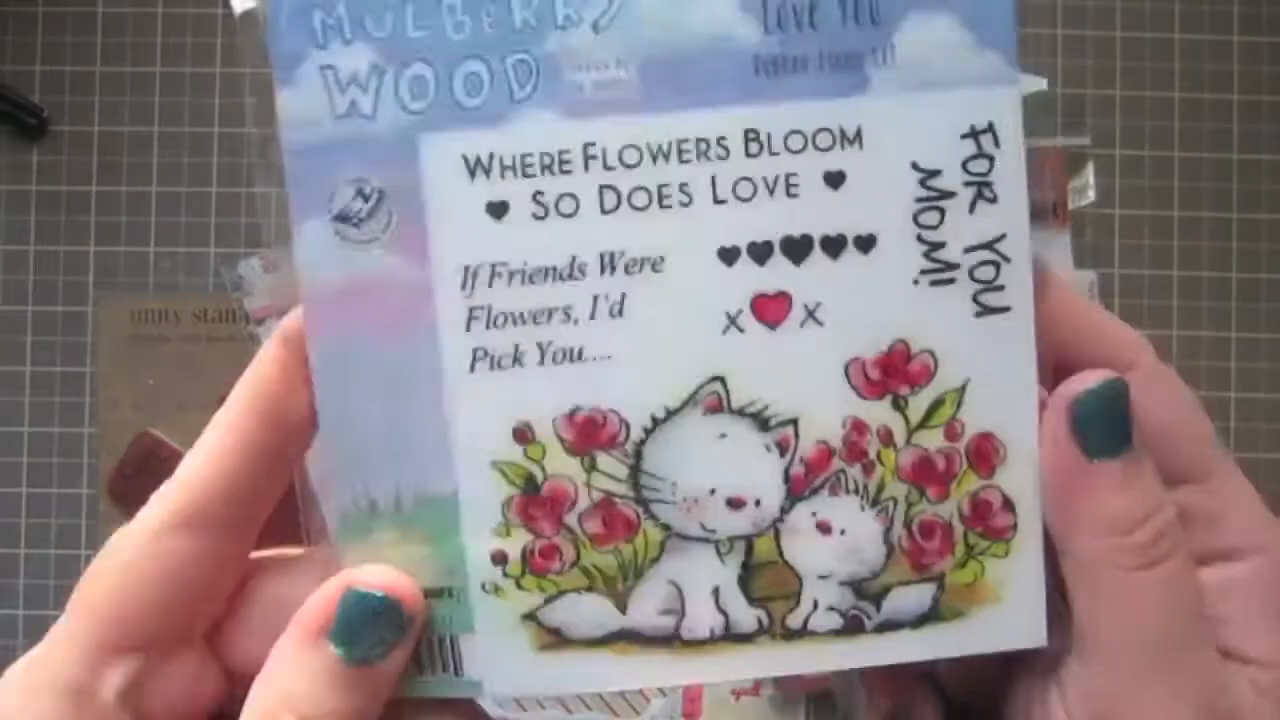 MULBERRY
WOOD
LOVE YOU
WHERE FLOWERS BLOOM
SO DOES LOVE
If Friends Were
Flowers, I'd
Pick You....
X X
FOR YOU
MOM!
unity